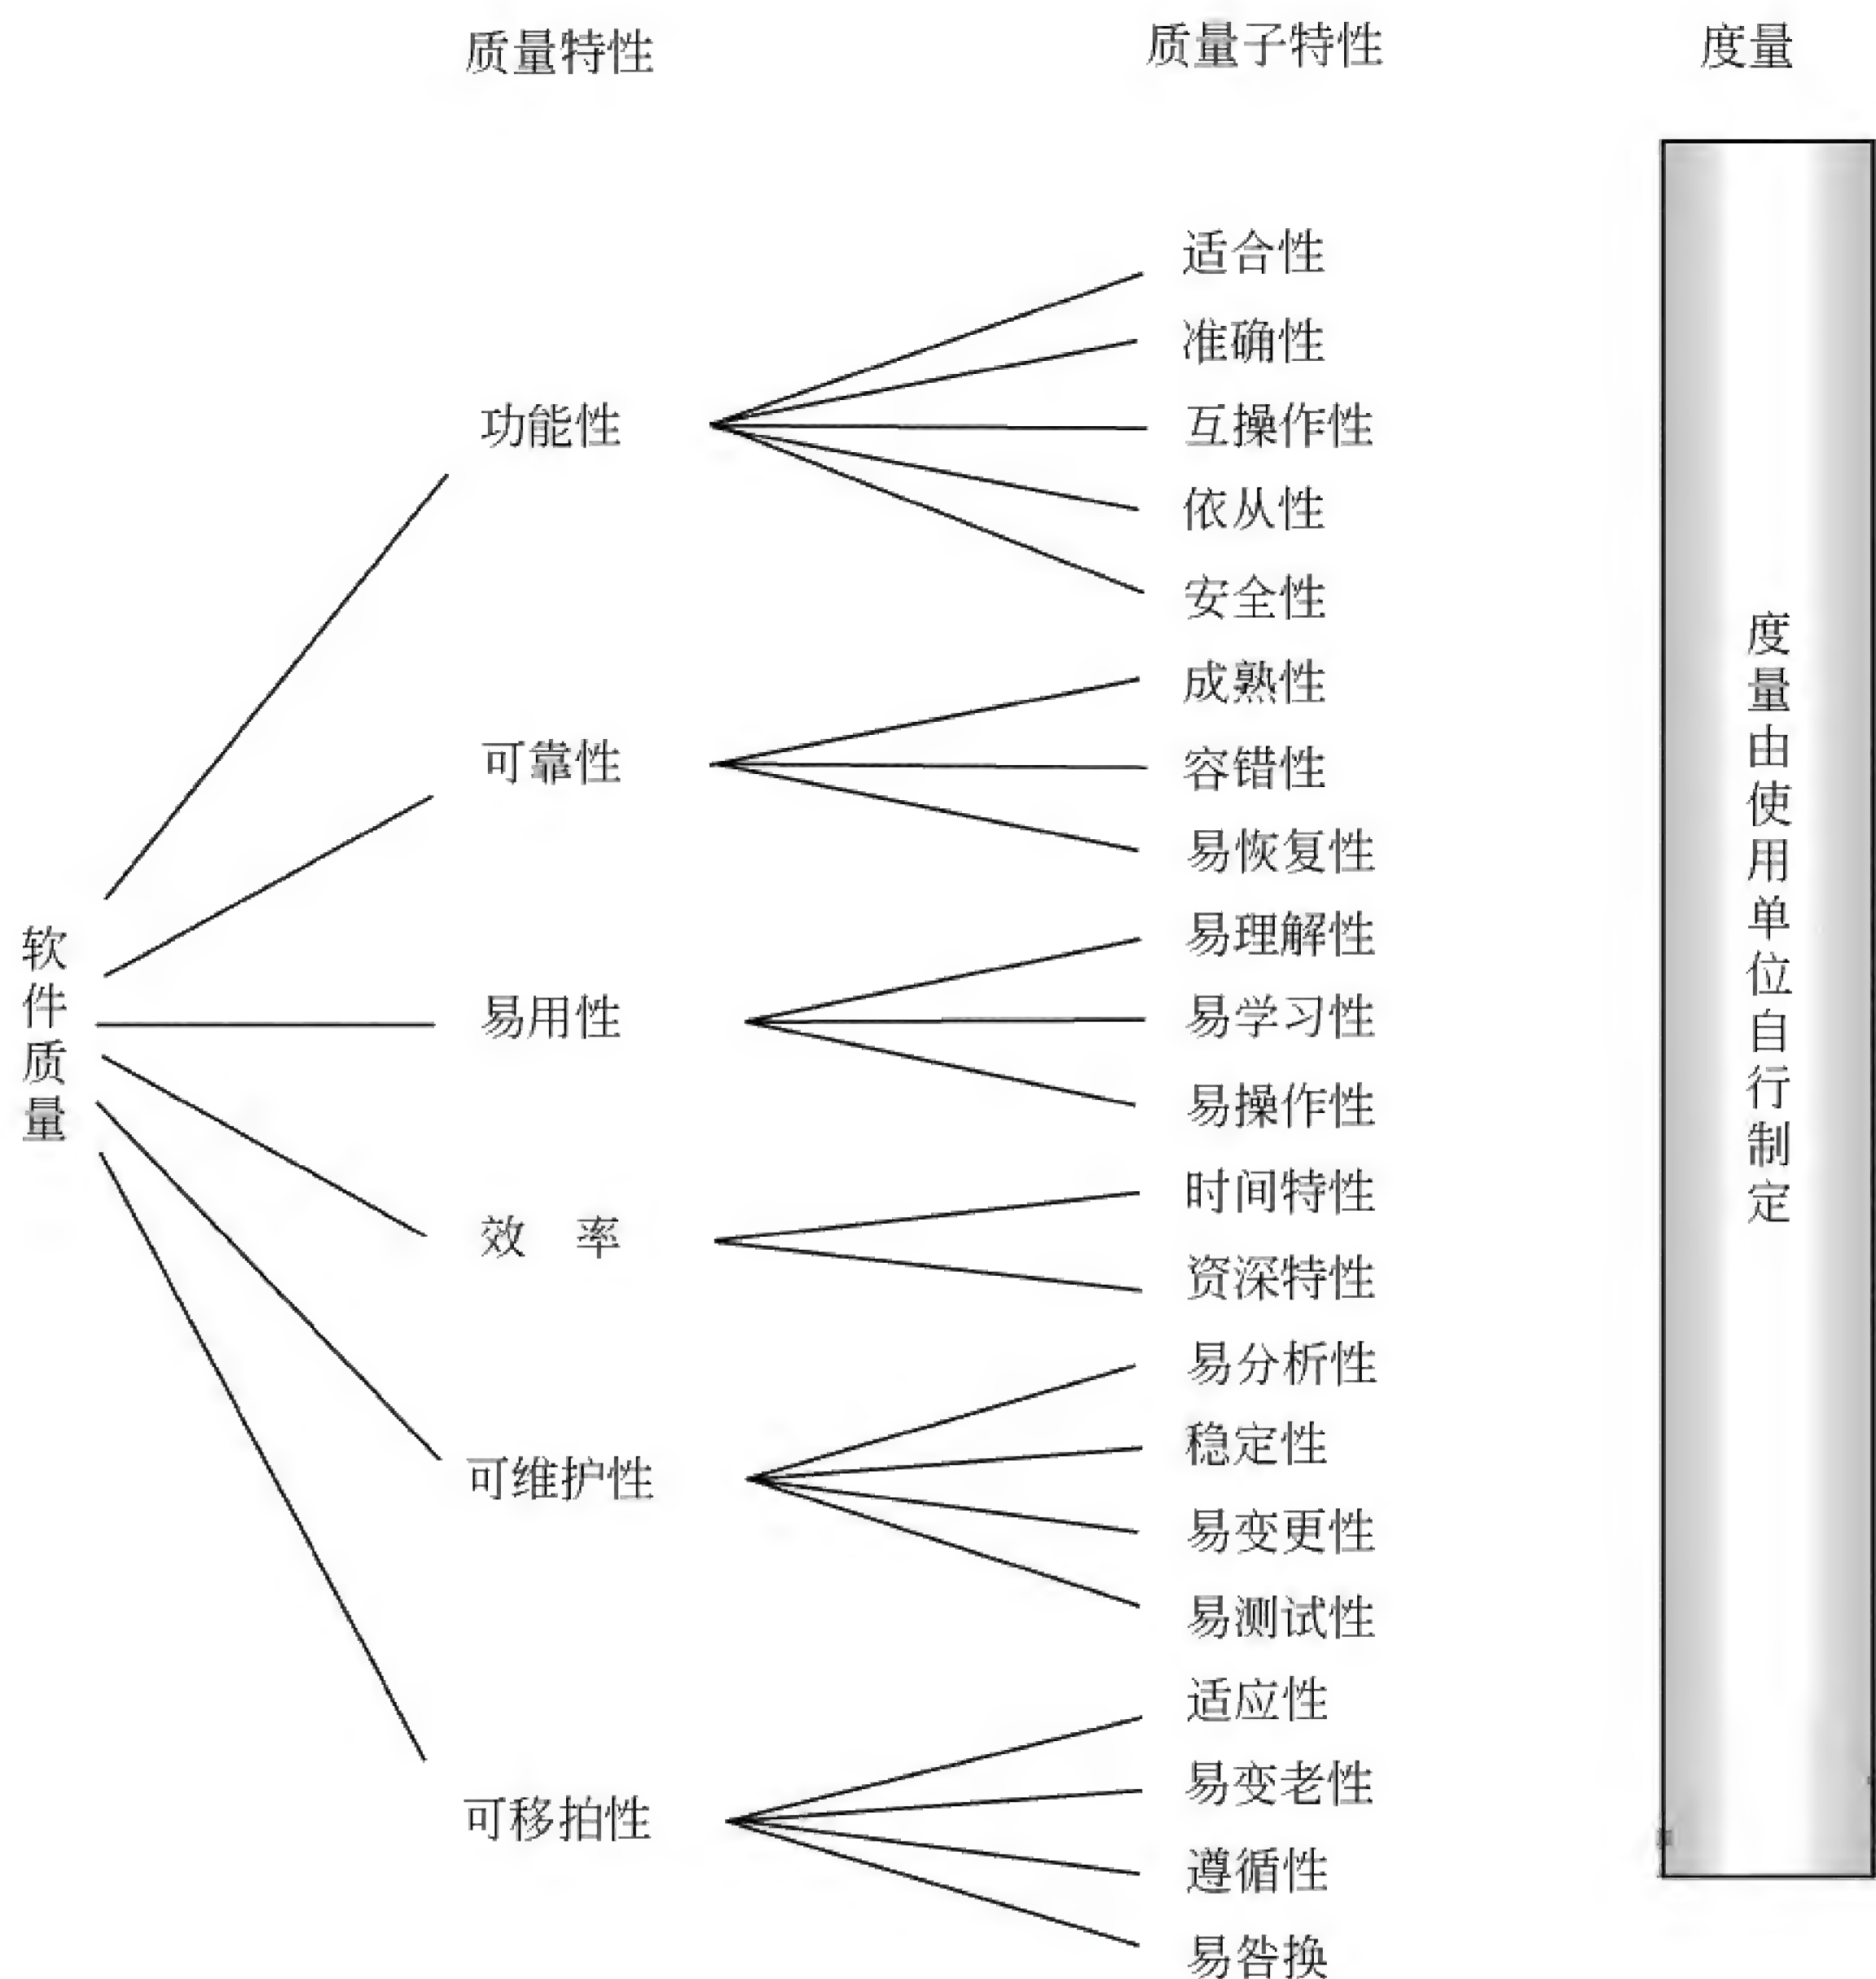 质量特性
质量子特性
度量
软件质量
功能性
适合性
准确性
互操作性
依从性
安全性
可靠性
成熟性
容错性
易恢复性
易用性
易理解性
易学习性
易操作性
效 率
时间特性
资深特性
可维护性
易分析性
稳定性
易变更性
易测试性
可移拍性
适应性
易变老性
遵循性
易昝换
度量由使用单位自行制定